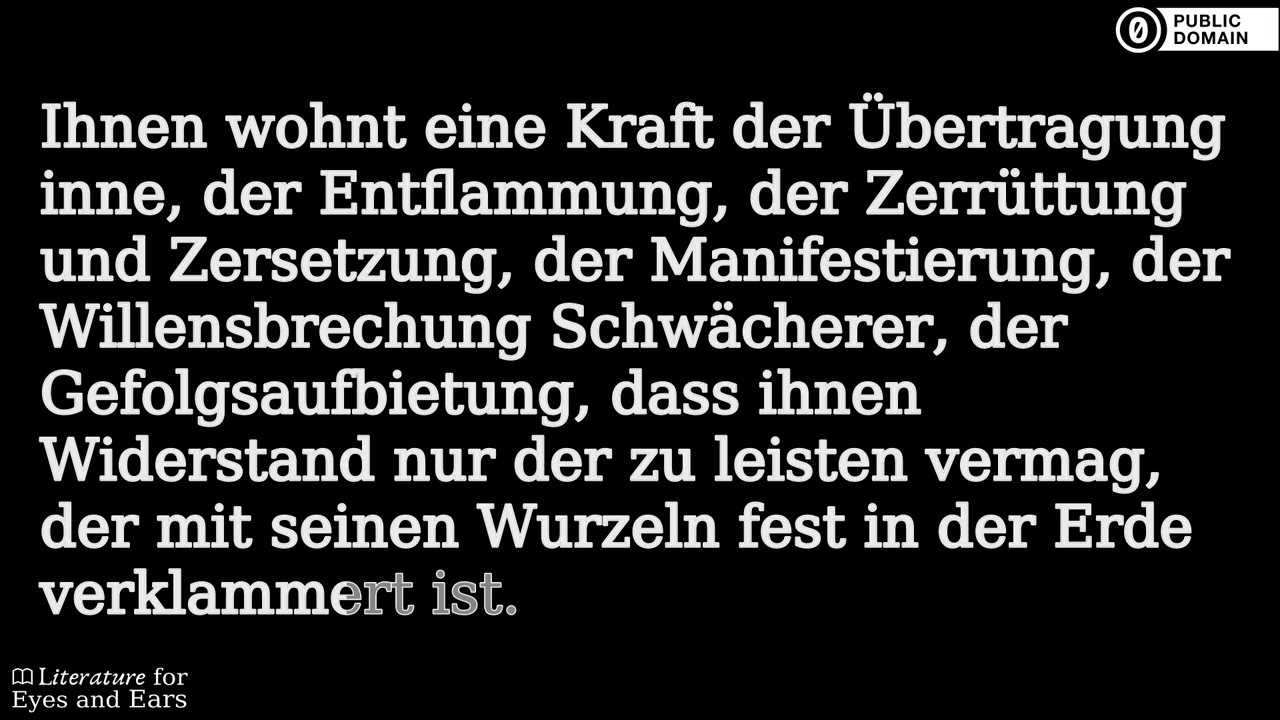 PUBLIC
DOMAIN
Ihnen wohnt eine Kraft der Übertragung
inne, der Entflammung, der Zerrüttung
und Zersetzung, der Manifestierung, der
Willensbrechung Schwächerer, der
Gefolgsaufbietung, dass ihnen
Widerstand nur der zu leisten vermag,
der mit seinen Wurzeln fest in der Erde
verklammert ist.
Literature for
Eyes and Ears